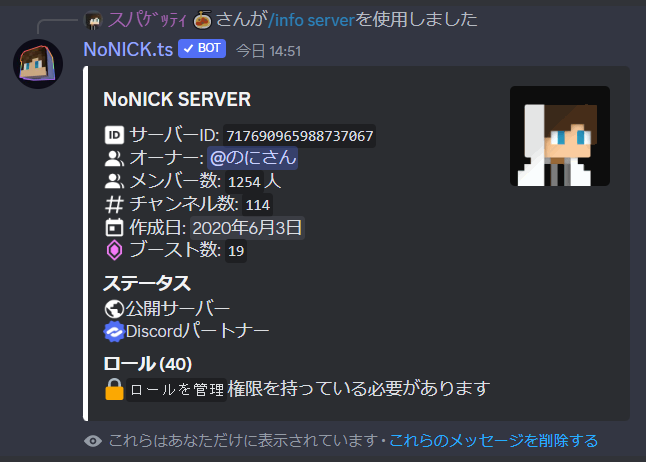 スパゲッティ 🍝 さんが/info serverを使用しました
NoNICK.ts ✓ BOT 今日 14:51
NoNICK SERVER
ID サーバーID: 717690965988737067
オーナー: @のにさん
メンバー数: 1254 人
チャンネル数: 114
作成日: 2020年6月3日
ブースト数: 19
ステータス
公開サーバー
Discordパートナー
ロール (40)
ロールを管理 権限を持っている必要があります
これらはあなただけに表示されています・これらのメッセージを削除する